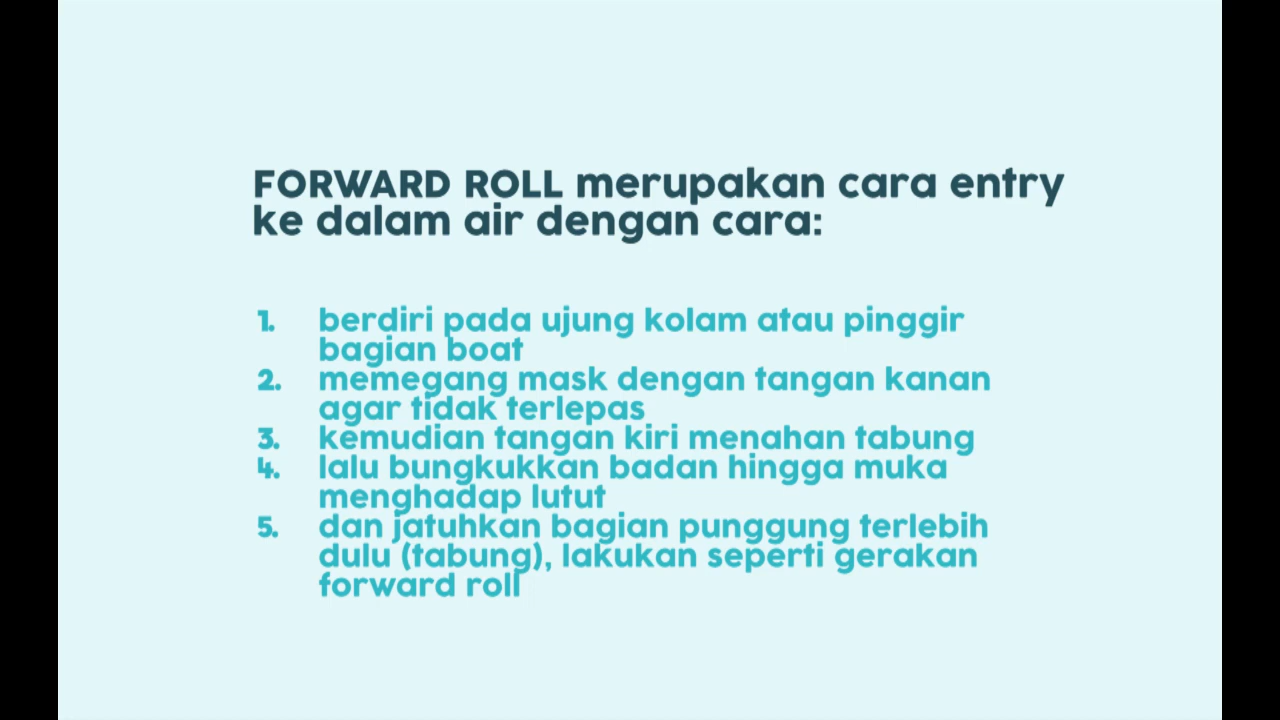 FORWARD ROLL merupakan cara entry
ke dalam air dengan cara:
1. berdiri pada ujung kolam atau pinggir
bagian boat
2. memegang mask dengan tangan kanan
agar tidak terlepas
3. kemudian tangan kiri menahan tabung
4. lalu bungkukkan badan hingga muka
menghadap lutut
5. dan jatuhkan bagian punggung terlebih
dulu (tabung), lakukan seperti gerakan
forward roll